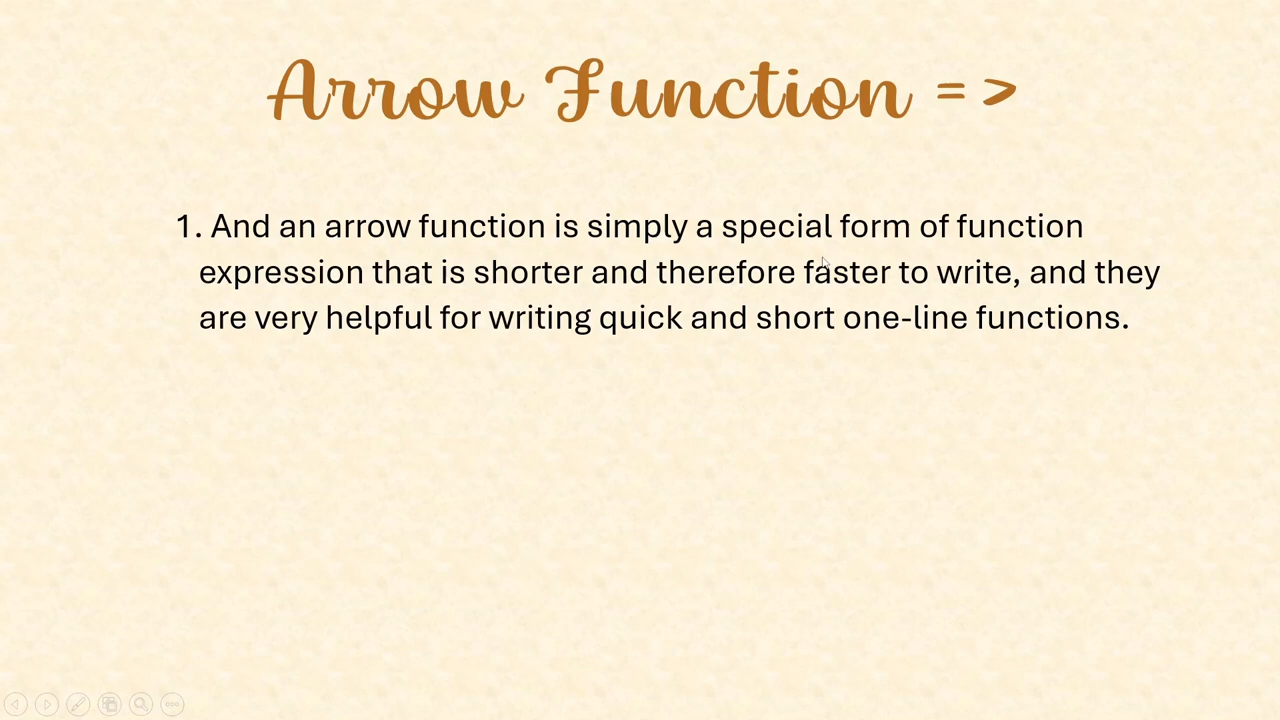 Arrow Function = >
1. And an arrow function is simply a special form of function
expression that is shorter and therefore faster to write, and they
are very helpful for writing quick and short one-line functions.